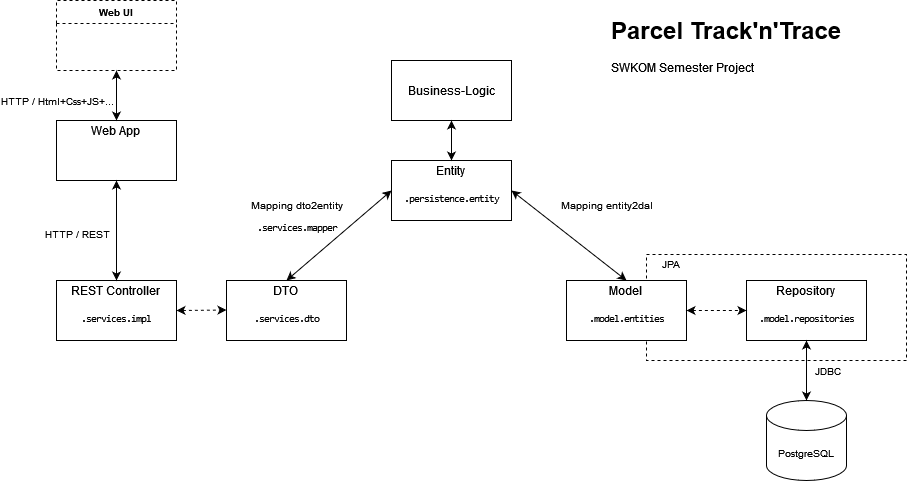 Web UI
Parcel Track'n'Trace
SWKOM Semester Project
HTTP / Html+Css+JS+...
Business-Logic
Web App
Entity
.persistence.entity
Mapping dto2entity
.services.mapper
Mapping entity2dal
HTTP / REST
JPA
REST Controller
.services.impl
DTO
.services.dto
Model
.model.entities
Repository
.model.repositories
JDBC
PostgreSQL